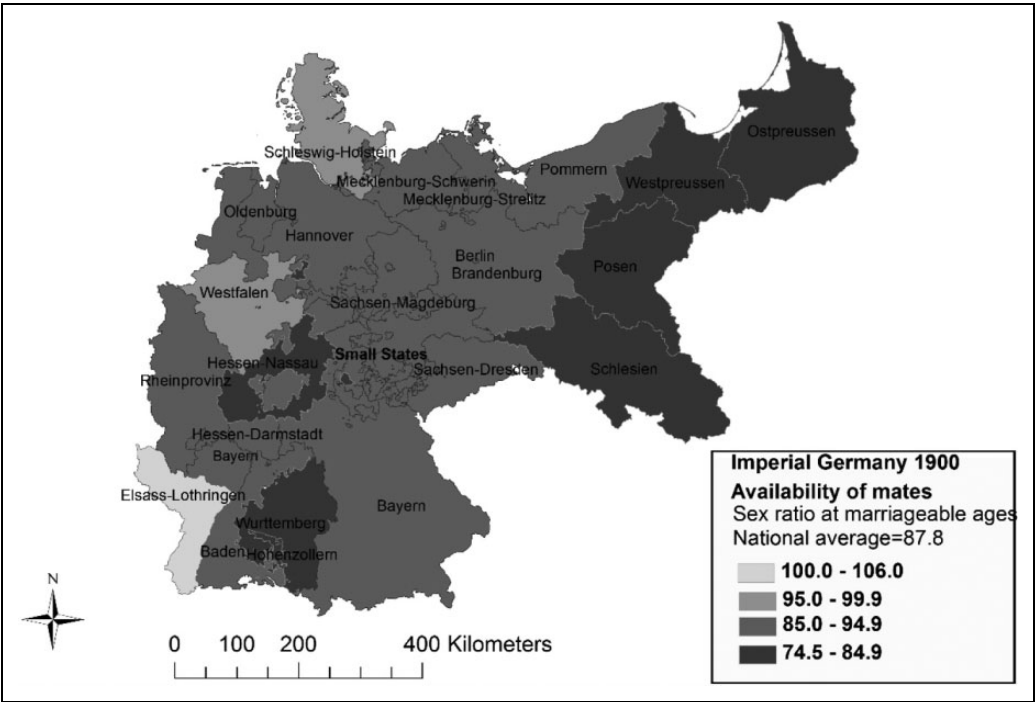 Ostpreussen
Schleswig-Holstein
Pommern
Mecklenburg-Schwerin
Westpreussen
Mecklenburg-Strelitz
Oldenburg
Hannover
Berlin
Brandenburg
Posen
Westfalen
Sachsen-Magdeburg
Small States
Hessen-Nassau
Sachsen-Dresden
Schlesien
Rheinprovinz
Hessen-Darmstadt
Bayern
Elsass-Lothringen
Bayern
Wurttemberg
Baden
Hohenzollern
Imperial Germany 1900
Availability of mates
Sex ratio at marriageable ages
National average=87.8
100.0 - 106.0
95.0 - 99.9
85.0 - 94.9
74.5 - 84.9
N
0 100 200 400 Kilometers